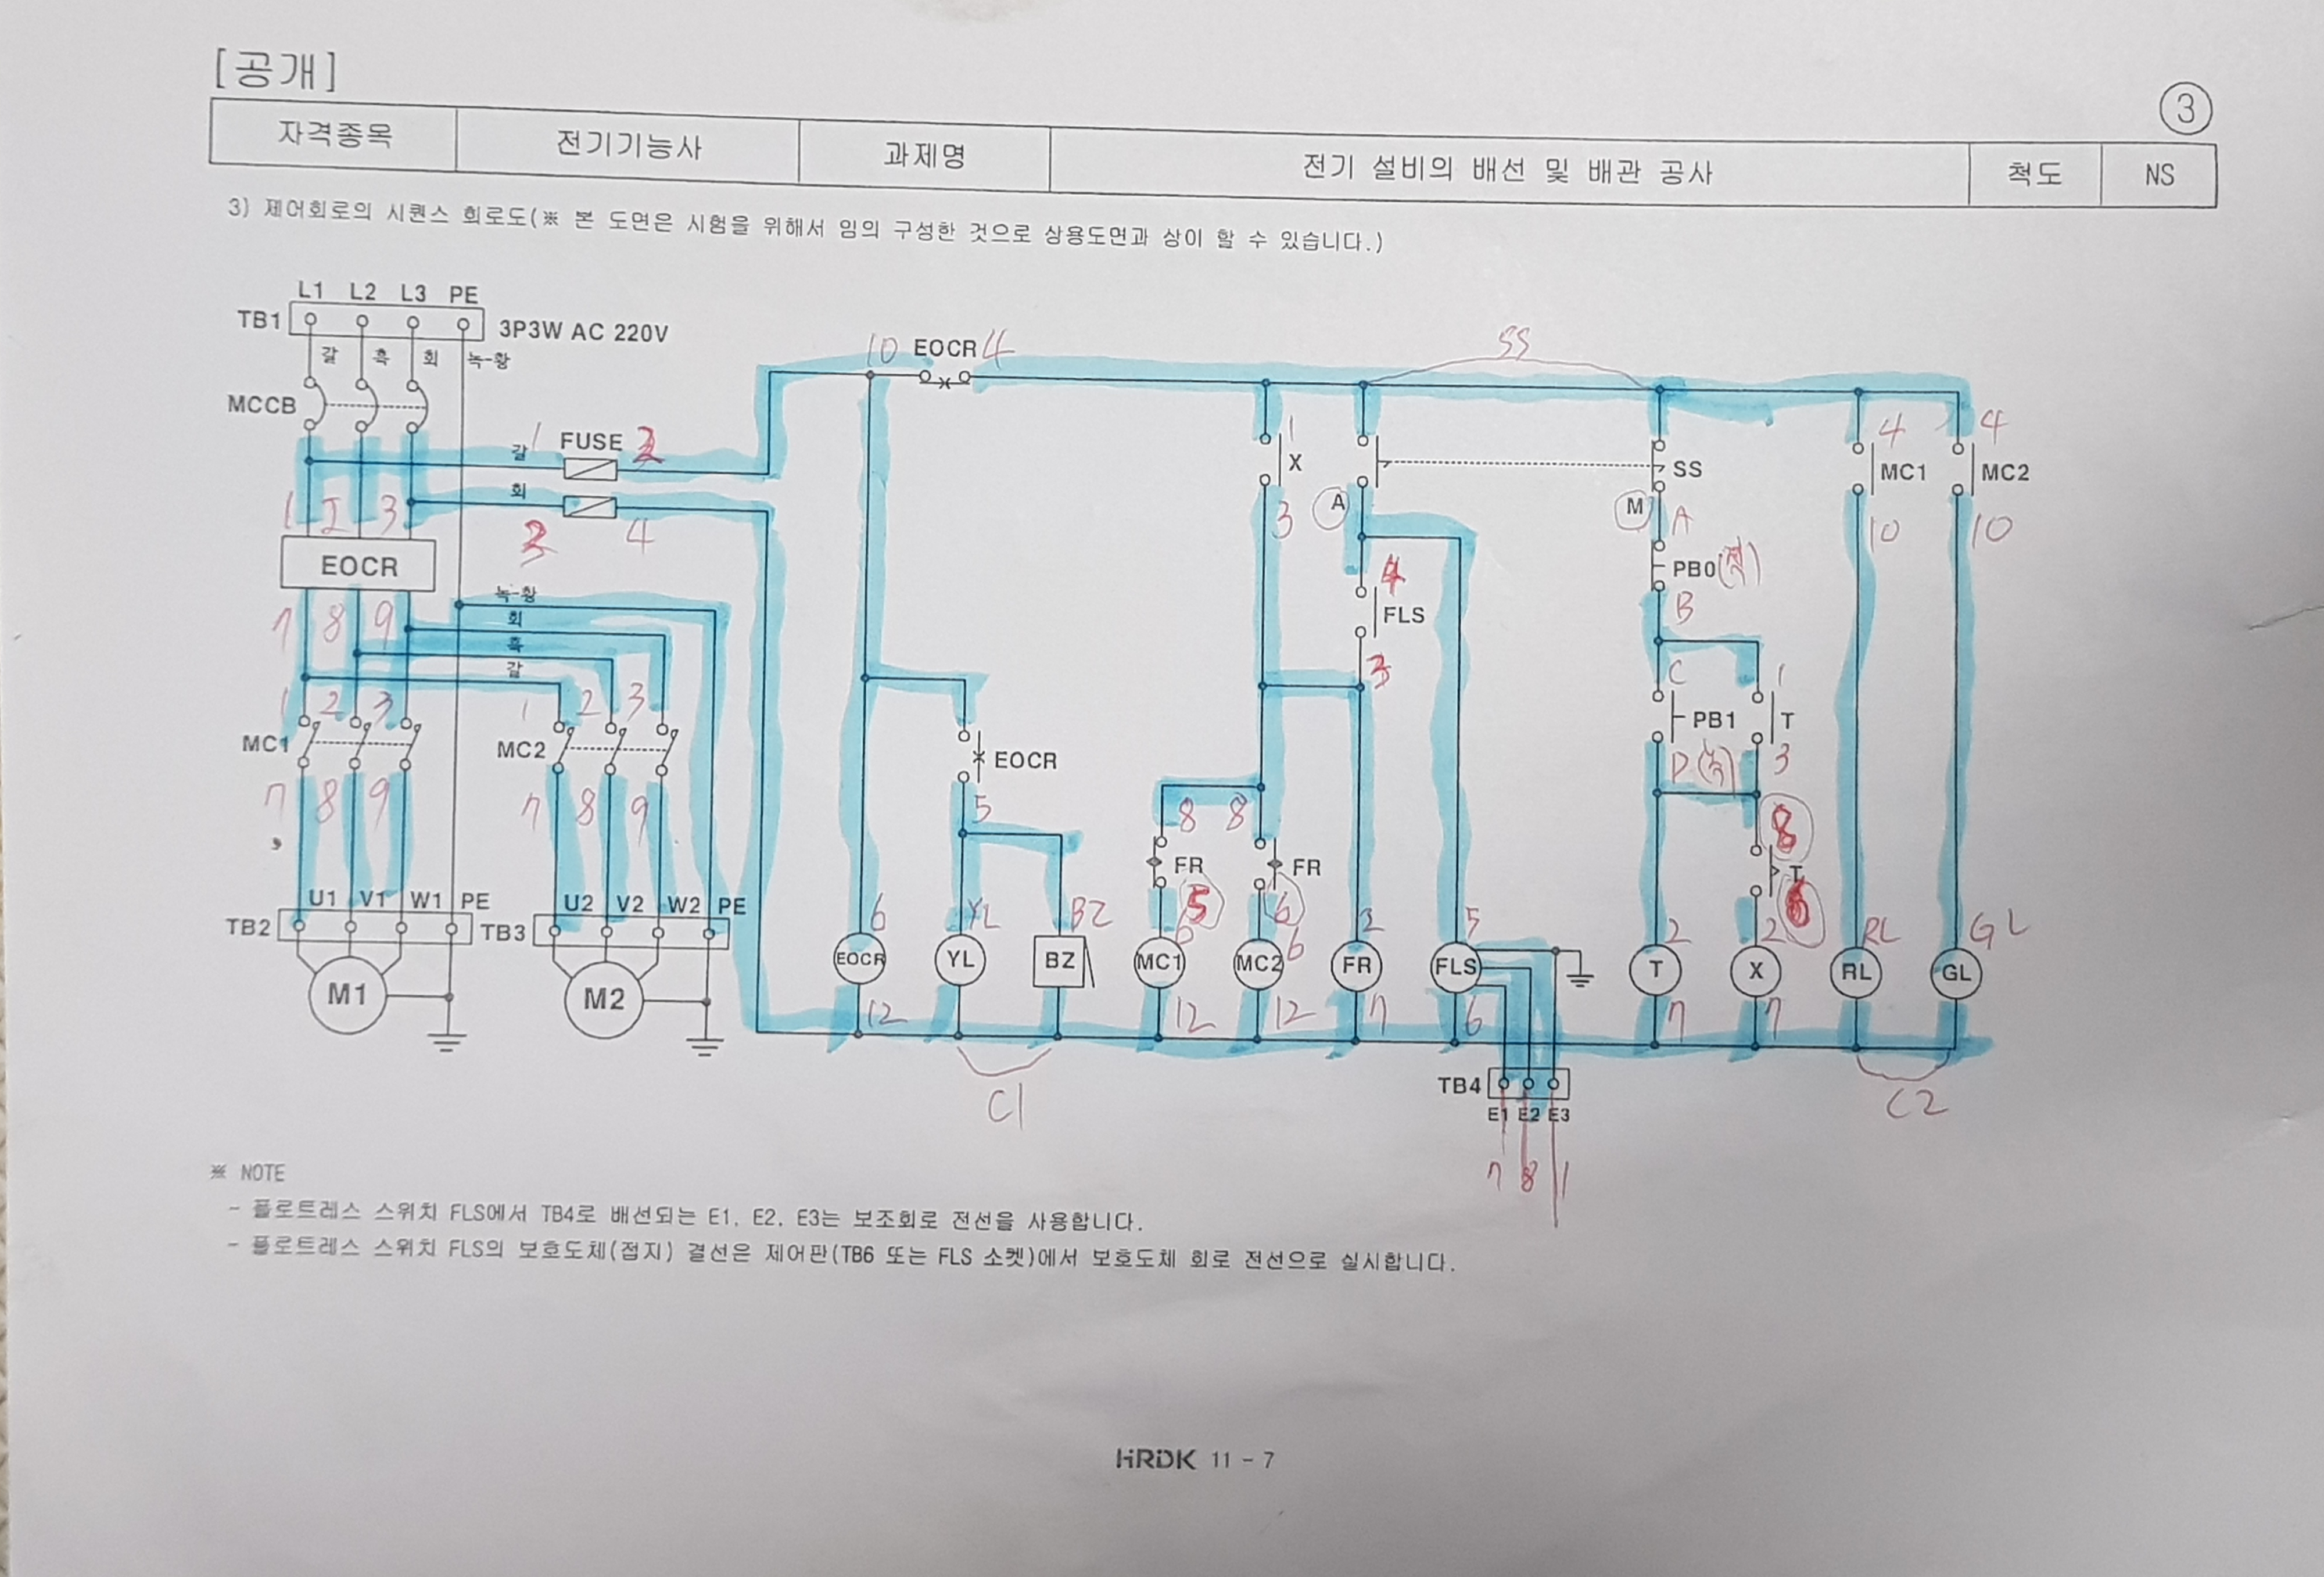 [공개]
③
자격종목 전기기능사 과제명 전기 설비의 배선 및 배관 공사 척도 NS
3) 제어회로의 시퀀스 회로도(※ 본 도면은 시험을 위해서 임의 구성한 것으로 상용도면과 상이 할 수 있습니다.)
L1 L2 L3 PE
TB1 3P3W AC 220V
갈 흑 회 녹-황
10 EOCR 4 SS
MCCB
갈 1 FUSE 2
회 4
1 3
EOCR
1 X 3
A
SS
M A
4 MC1 10
4 MC2 10
PB0
B
4 FLS 3
녹-황
회
흑
갈
7 8 9
1 2 3
1 2 3
MC1
MC2
7 8 9
7 8 9
C PB1 D
1 T 3
EOCR
5
8 8
FR 5
FR 6
8 T 6
U1 V1 W1 PE
U2 V2 W2 PE
TB2 TB3
M1 M2
6 YL BZ 6 6 2 5 2 2 RL GL
EOCR YL BZ MC1 MC2 FR FLS T X RL GL
12 12 12 7 6 7 7
C1 C2
TB4
E1 E2 E3
7 8 1
※ NOTE
- 플로트레스 스위치 FLS에서 TB4로 배선되는 E1, E2, E3는 보조회로 전선을 사용합니다.
- 플로트레스 스위치 FLS의 보호도체(접지) 결선은 제어판(TB6 또는 FLS 소켓)에서 보호도체 회로 전선으로 실시합니다.
HRDK 11 - 7